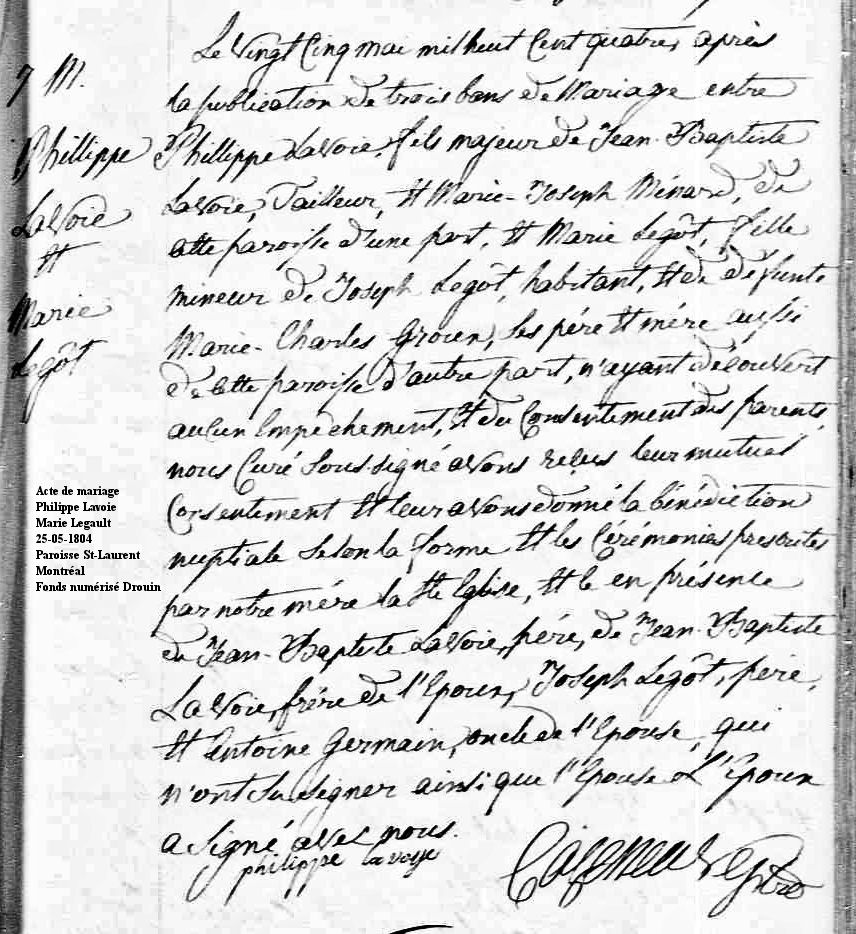 7 M.
Phillippe
LaVoie
Et
Marie
Legôt
Le Vingt Cinq mai mil huit Cent quatre, après
la publication de trois bans de Mariage entre
Phillippe LaVoie, fils majeur de Jean-Baptiste
LaVoie, Tailleur, Et Marie-Joseph Ménard, de
Cette paroisse d'une part, Et Marie Legôt, fille
mineur de Joseph Legôt, habitant, Et de défunte
Marie-Charles Groux, Ses père Et mère aussi
de Cette paroisse d'autre part, n'ayant découvert
aucun Empechement, Et du Consentement des parents,
nous Curé Sous-signé avons reçus leur mutuel
Consentement Et leur avons donné la bénédiction
nuptiale Selon la forme Et les Cérémonies prescrites
par notre mère la Ste Eglise, Et le en présence
de Jean-Baptiste LaVoie, père, de Jean-Baptiste
LaVoie, frère de l'Epoux, Joseph Legôt, père,
Et Antoine Germain, oncle de l'Epouse, qui
n'ont Su Signer ainsi que l'Epouse & L'Epoux
a Signé avec nous.
philippe lavoye
Acte de mariage
Philippe Lavoie
Marie Legault
25-05-1804
Paroisse St-Laurent
Montréal
Fonds numérisé Drouin